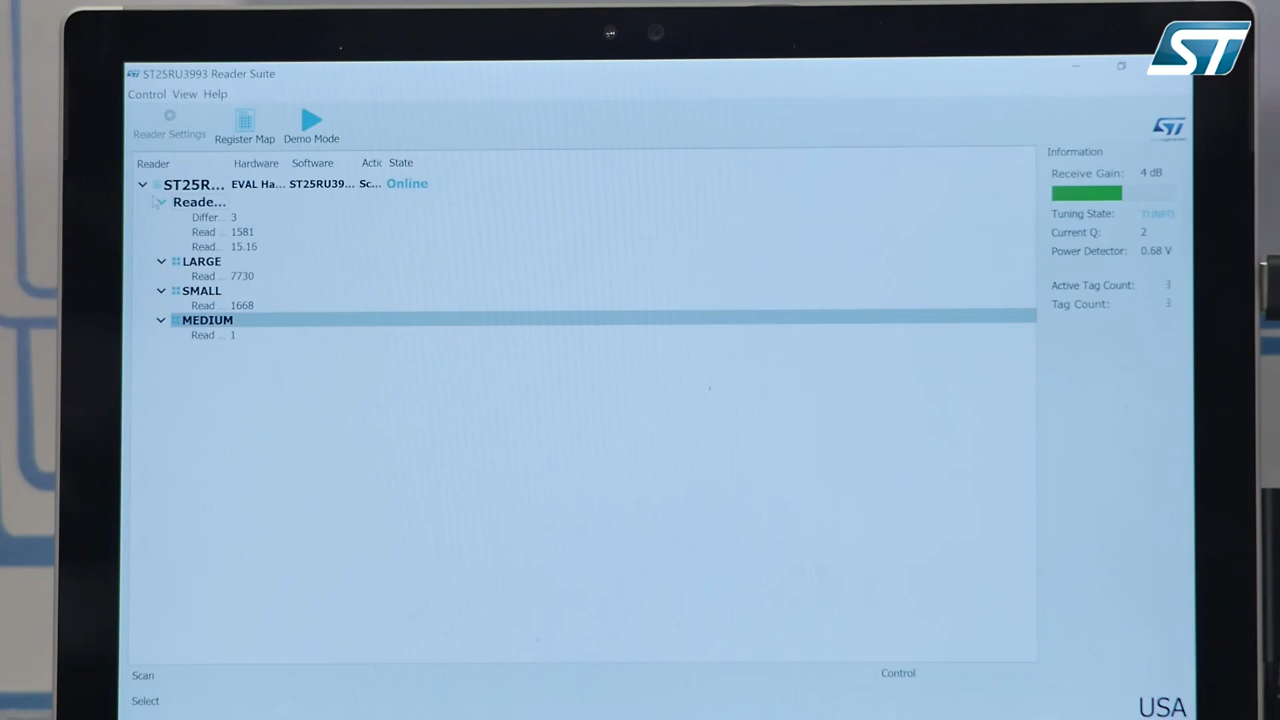 ST
ST25RU3993 Reader Suite
Control View Help
Reader Settings Register Map Demo Mode
ST
Reader Hardware Software Actic State
ST25R... EVAL Ha... ST25RU39... Sc... Online
Reade...
Differ... 3
Read ... 1581
Read... 15.16
LARGE
Read ... 7730
SMALL
Read ... 1668
MEDIUM
Read ... 1
Information
Receive Gain: 4 dB
Tuning State: TUNED
Current Q: 2
Power Detector: 0.68 V
Active Tag Count: 3
Tag Count: 3
Scan
Control
Select
USA